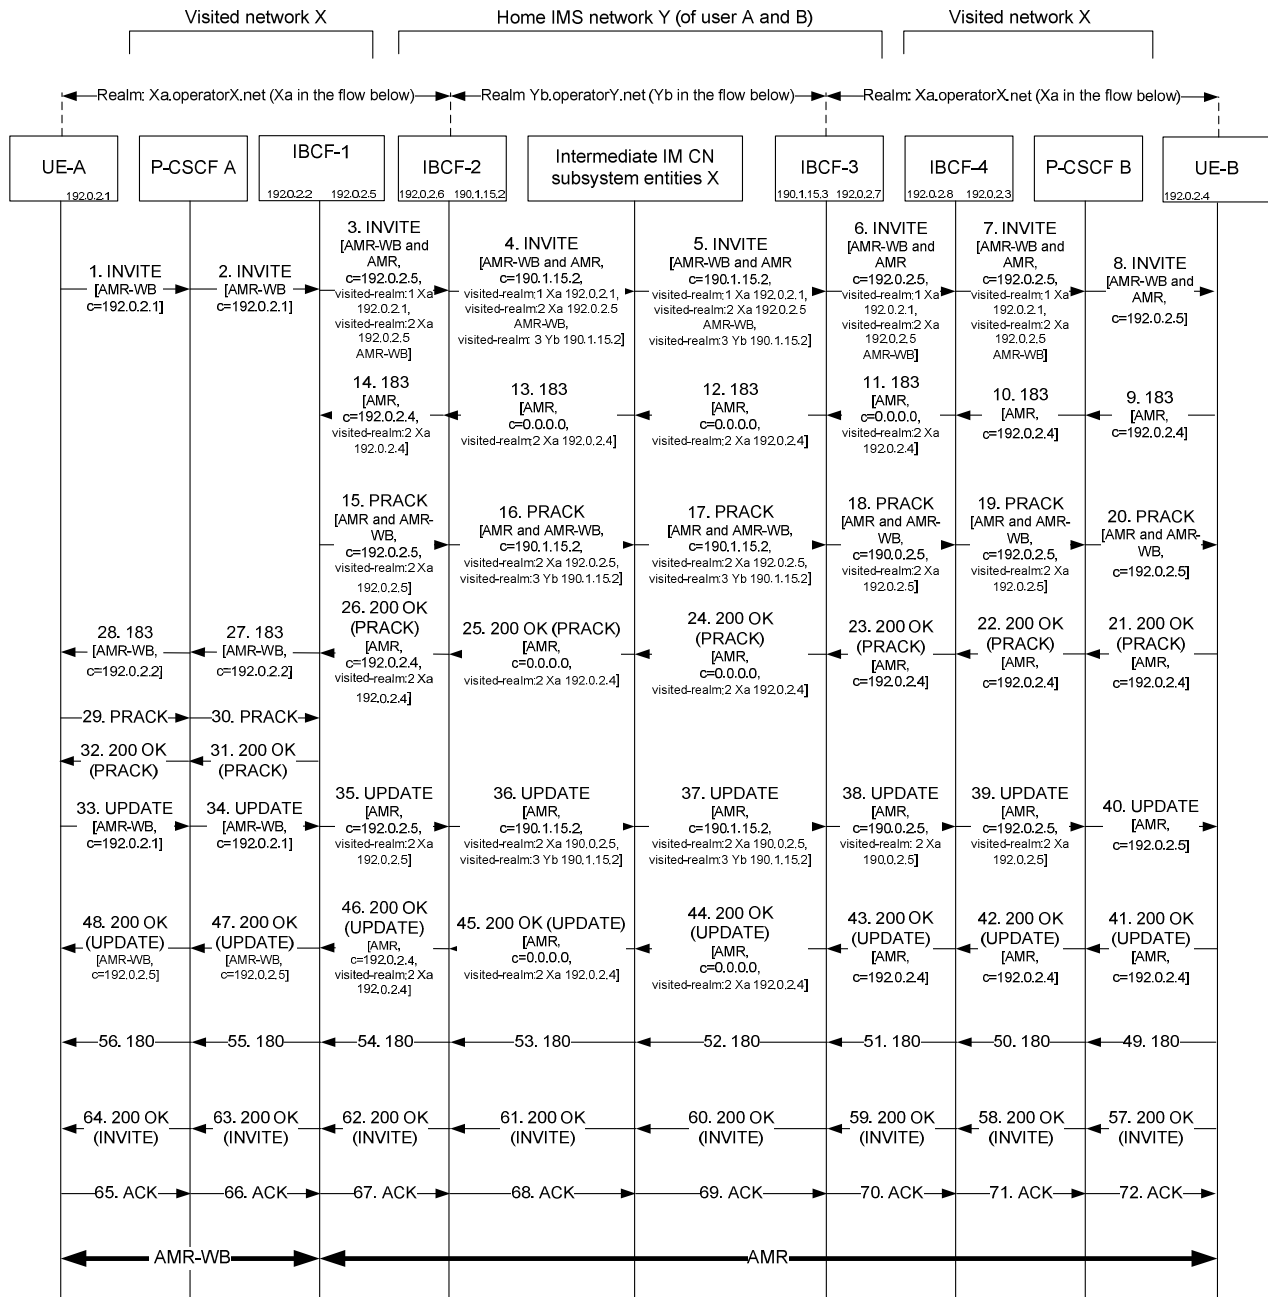 Visited network X
Home IMS network Y (of user A and B)
Visited network X
Realm: Xa.operatorX.net (Xa in the flow below)
Realm Yb.operatorY.net (Yb in the flow below)
Realm: Xa.operatorX.net (Xa in the flow below)
UE-A
192.0.2.1
P-CSCF A
IBCF-1
192.0.2.2 192.0.2.5
IBCF-2
192.0.2.6 190.1.15.2
Intermediate IM CN
subsystem entities X
IBCF-3
190.1.15.3 192.0.2.7
IBCF-4
192.0.2.8 192.0.2.3
P-CSCF B
UE-B
192.0.2.4
1. INVITE
[AMR-WB
c=192.0.2.1]
2. INVITE
[AMR-WB
c=192.0.2.1]
3. INVITE
[AMR-WB and
AMR,
c=192.0.2.5,
visited-realm:1 Xa
192.0.2.1,
visited-realm:2 Xa
192.0.2.5
AMR-WB]
4. INVITE
[AMR-WB and AMR,
c=190.1.15.2,
visited-realm:1 Xa 192.0.2.1,
visited-realm:2 Xa 192.0.2.5
AMR-WB,
visited-realm: 3 Yb 190.1.15.2]
5. INVITE
[AMR-WB and AMR
c=190.1.15.2,
visited-realm:1 Xa 192.0.2.1,
visited-realm:2 Xa 192.0.2.5
AMR-WB,
visited-realm: 3 Yb 190.1.15.2]
6. INVITE
[AMR-WB and
AMR,
c=192.0.2.5,
visited-realm:1 Xa
192.0.2.1,
visited-realm:2 Xa
192.0.2.5
AMR-WB]
7. INVITE
[AMR-WB and
AMR,
c=192.0.2.5,
visited-realm:1 Xa
192.0.2.1,
visited-realm:2 Xa
192.0.2.5
AMR-WB]
8. INVITE
[AMR-WB and
AMR,
c=192.0.2.5]
14. 183
[AMR,
c=192.0.2.4,
visited-realm:2 Xa
192.0.2.4]
13. 183
[AMR,
c=0.0.0.0,
visited-realm:2 Xa 192.0.2.4]
12. 183
[AMR,
c=0.0.0.0,
visited-realm:2 Xa 192.0.2.4]
11. 183
[AMR,
c=0.0.0.0,
visited-realm:2 Xa
192.0.2.4]
10. 183
[AMR,
c=192.0.2.4]
9. 183
[AMR,
c=192.0.2.4]
15. PRACK
[AMR and AMR-
WB,
c=192.0.2.5,
visited-realm:2 Xa
192.0.2.5]
16. PRACK
[AMR and AMR-WB,
c=190.1.15.2,
visited-realm:2 Xa 192.0.2.5,
visited-realm:3 Yb 190.1.15.2]
17. PRACK
[AMR and AMR-WB,
c=190.1.15.2,
visited-realm:2 Xa 192.0.2.5,
visited-realm:3 Yb 190.1.15.2]
18. PRACK
[AMR and AMR-
WB,
c=190.0.2.5,
visited-realm:2 Xa
192.0.2.5]
19. PRACK
[AMR and AMR-
WB,
c=192.0.2.5,
visited-realm:2 Xa
192.0.2.5]
20. PRACK
[AMR and AMR-
WB,
c=192.0.2.5]
28. 183
[AMR-WB,
c=192.0.2.2]
27. 183
[AMR-WB,
c=192.0.2.2]
26. 200 OK
(PRACK)
[AMR,
c=192.0.2.4,
visited-realm:2 Xa
192.0.2.4]
25. 200 OK (PRACK)
[AMR,
c=0.0.0.0,
visited-realm:2 Xa 192.0.2.4]
24. 200 OK
(PRACK)
[AMR,
c=0.0.0.0,
visited-realm:2 Xa 192.0.2.4]
23. 200 OK
(PRACK)
[AMR,
c=192.0.2.4]
22. 200 OK
(PRACK)
[AMR,
c=192.0.2.4]
21. 200 OK
(PRACK)
[AMR,
c=192.0.2.4]
29. PRACK
30. PRACK
32. 200 OK
(PRACK)
31. 200 OK
(PRACK)
33. UPDATE
[AMR-WB,
c=192.0.2.1]
34. UPDATE
[AMR-WB,
c=192.0.2.1]
35. UPDATE
[AMR,
c=192.0.2.5,
visited-realm:2 Xa
192.0.2.5]
36. UPDATE
[AMR,
c=190.1.15.2,
visited-realm:2 Xa 190.0.2.5,
visited-realm:3 Yb 190.1.15.2]
37. UPDATE
[AMR,
c=190.1.15.2,
visited-realm:2 Xa 190.0.2.5,
visited-realm:3 Yb 190.1.15.2]
38. UPDATE
[AMR,
c=190.0.2.5,
visited-realm: 2 Xa
190.0.2.5]
39. UPDATE
[AMR,
c=192.0.2.5,
visited-realm:2 Xa
192.0.2.5]
40. UPDATE
[AMR,
c=192.0.2.5]
48. 200 OK
(UPDATE)
[AMR-WB,
c=192.0.2.5]
47. 200 OK
(UPDATE)
[AMR-WB,
c=192.0.2.5]
46. 200 OK
(UPDATE)
[AMR,
c=192.0.2.4,
visited-realm:2 Xa
192.0.2.4]
45. 200 OK (UPDATE)
[AMR,
c=0.0.0.0,
visited-realm:2 Xa 192.0.2.4]
44. 200 OK
(UPDATE)
[AMR,
c=0.0.0.0,
visited-realm:2 Xa 192.0.2.4]
43. 200 OK
(UPDATE)
[AMR,
c=192.0.2.4]
42. 200 OK
(UPDATE)
[AMR,
c=192.0.2.4]
41. 200 OK
(UPDATE)
[AMR,
c=192.0.2.4]
56. 180
55. 180
54. 180
53. 180
52. 180
51. 180
50. 180
49. 180
64. 200 OK
(INVITE)
63. 200 OK
(INVITE)
62. 200 OK
(INVITE)
61. 200 OK
(INVITE)
60. 200 OK
(INVITE)
59. 200 OK
(INVITE)
58. 200 OK
(INVITE)
57. 200 OK
(INVITE)
65. ACK
66. ACK
67. ACK
68. ACK
69. ACK
70. ACK
71. ACK
72. ACK
AMR-WB
AMR